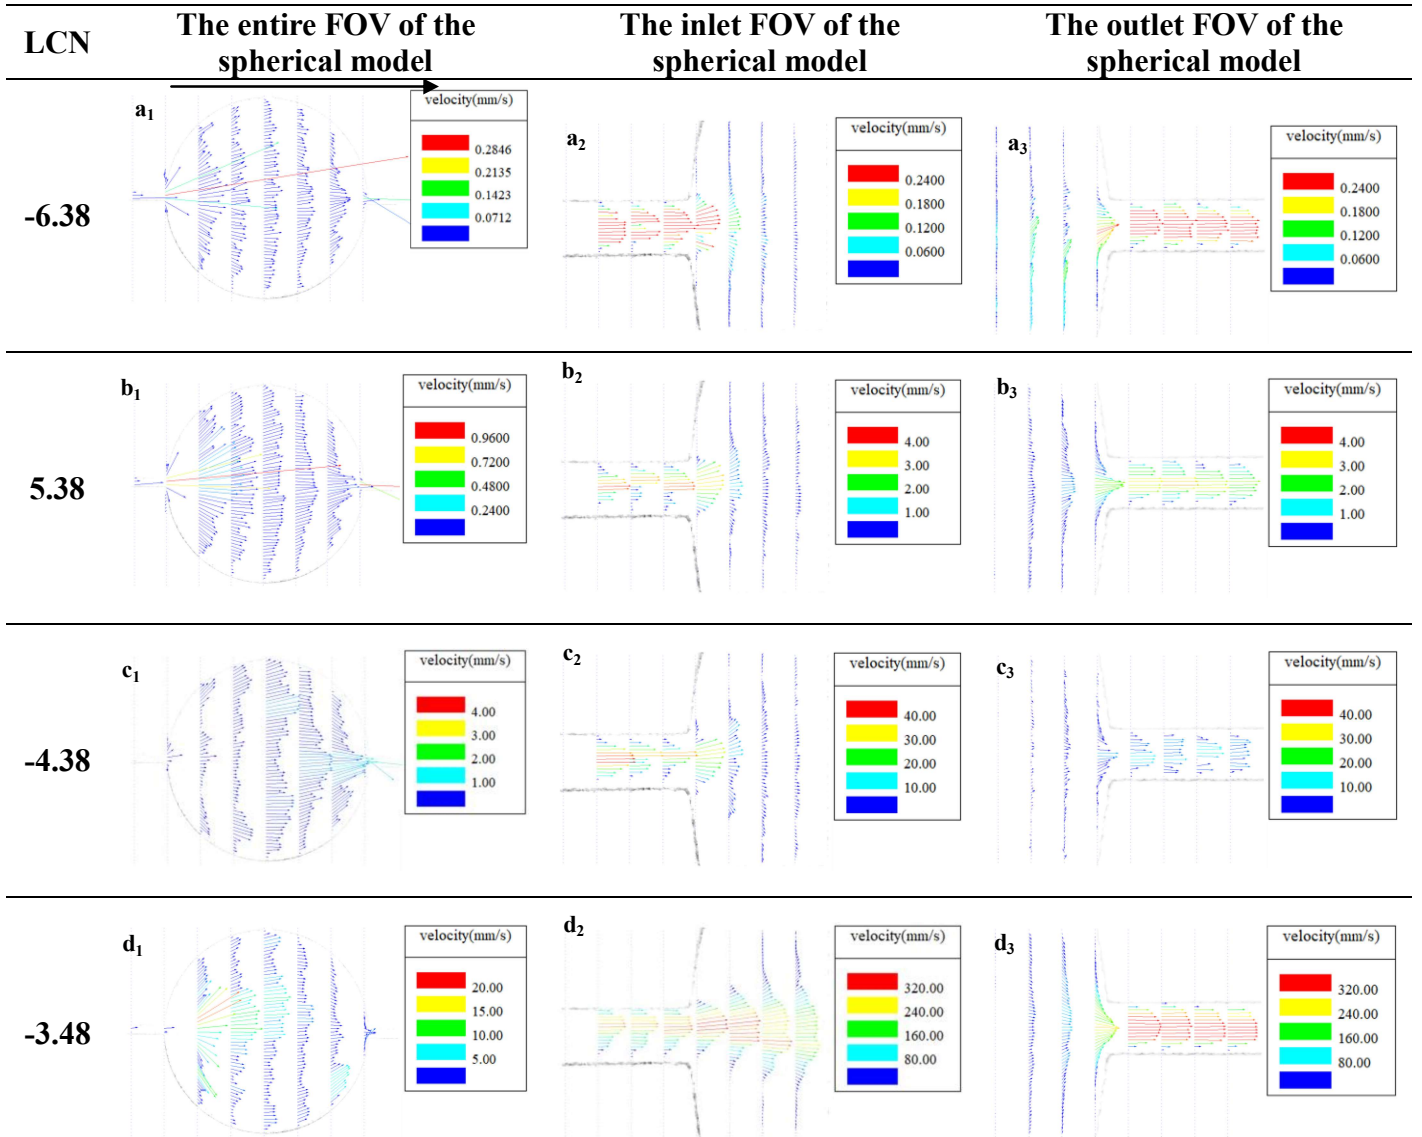 LCN
The entire FOV of the spherical model
The inlet FOV of the spherical model
The outlet FOV of the spherical model
-6.38
a1
velocity(mm/s)
0.2846
0.2135
0.1423
0.0712
a2
velocity(mm/s)
0.2400
0.1800
0.1200
0.0600
a3
velocity(mm/s)
0.2400
0.1800
0.1200
0.0600
5.38
b1
velocity(mm/s)
0.9600
0.7200
0.4800
0.2400
b2
velocity(mm/s)
4.00
3.00
2.00
1.00
b3
velocity(mm/s)
4.00
3.00
2.00
1.00
-4.38
c1
velocity(mm/s)
4.00
3.00
2.00
1.00
c2
velocity(mm/s)
40.00
30.00
20.00
10.00
c3
velocity(mm/s)
40.00
30.00
20.00
10.00
-3.48
d1
velocity(mm/s)
20.00
15.00
10.00
5.00
d2
velocity(mm/s)
320.00
240.00
160.00
80.00
d3
velocity(mm/s)
320.00
240.00
160.00
80.00